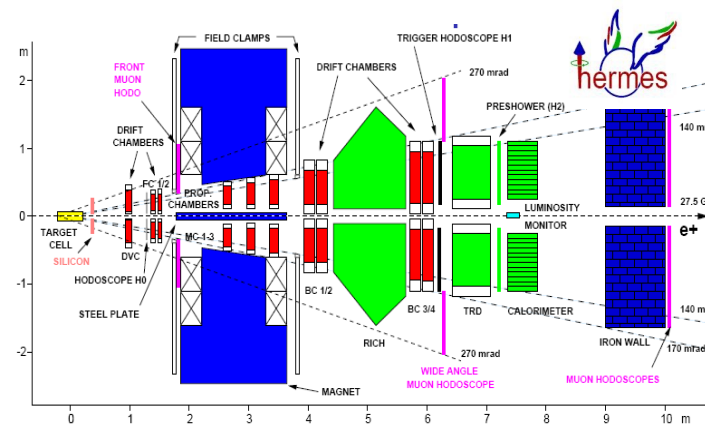 FIELD CLAMPS
TRIGGER HODOSCOPE H1
m
FRONT
MUON
HODO
DRIFT CHAMBERS
270 mrad
hermes
PRESHOWER (H2)
2
DRIFT
CHAMBERS
1
140 m
FC 1/2
PROP
CHAMBERS
27.5 G
0
LUMINOSITY
MONITOR
e+
TARGET
CELL
SILICON
DVC
MC 1-3
HODOSCOPE H0
-1
STEEL PLATE
BC 1/2
BC 3/4
TRD
CALORIMETER
140 m
RICH
IRON WALL
170 mrad
-2
270 mrad
WIDE ANGLE
MUON HODOSCOPE
MUON HODOSCOPES
MAGNET
0 1 2 3 4 5 6 7 8 9 10 m